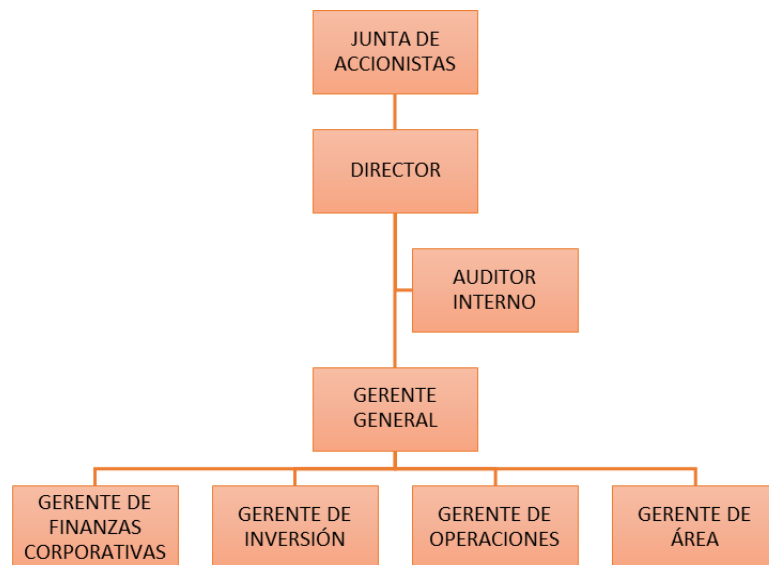 JUNTA DE
ACCIONISTAS
DIRECTOR
AUDITOR
INTERNO
GERENTE
GENERAL
GERENTE DE
FINANZAS
CORPORATIVAS
GERENTE DE
INVERSIÓN
GERENTE DE
OPERACIONES
GERENTE DE
ÁREA